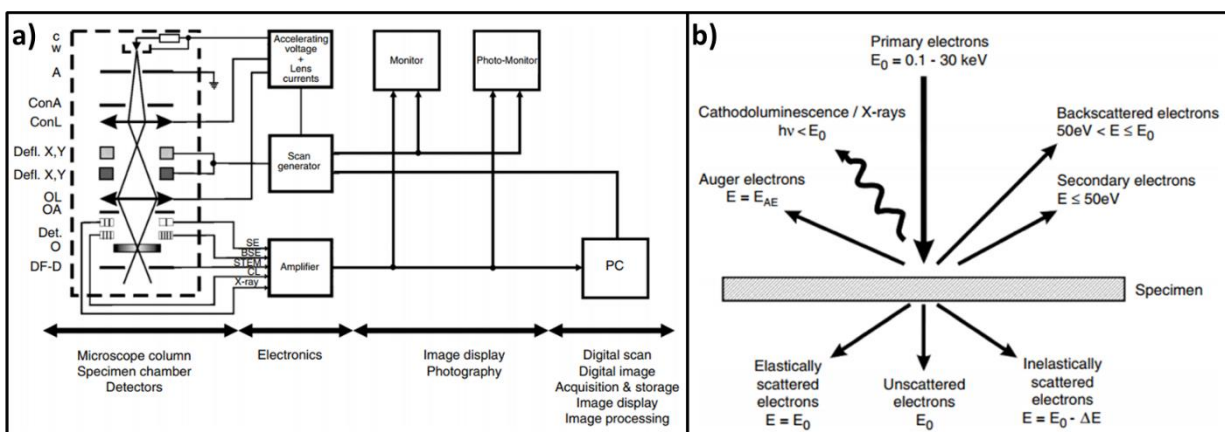 a)
c
w
A
ConA
ConL
Defl. X,Y
Defl. X,Y
OL
OA
Det.
O
DF-D
Accelerating
voltage
+
Lens
currents
Monitor
Photo-Monitor
Scan
generator
SE
BSE
STEM
CL
X-ray
Amplifier
PC
Microscope column
Specimen chamber
Detectors
Electronics
Image display
Photography
Digital scan
Digital image
Acquisition & storage
Image display
Image processing
b)
Primary electrons
E₀ = 0.1 - 30 keV
Cathodoluminescence / X-rays
hν < E₀
Backscattered electrons
50eV < E ≤ E₀
Auger electrons
E = E_AE
Secondary electrons
E ≤ 50eV
Specimen
Elastically
scattered
electrons
E = E₀
Unscattered
electrons
E₀
Inelastically
scattered
electrons
E = E₀ - ΔE